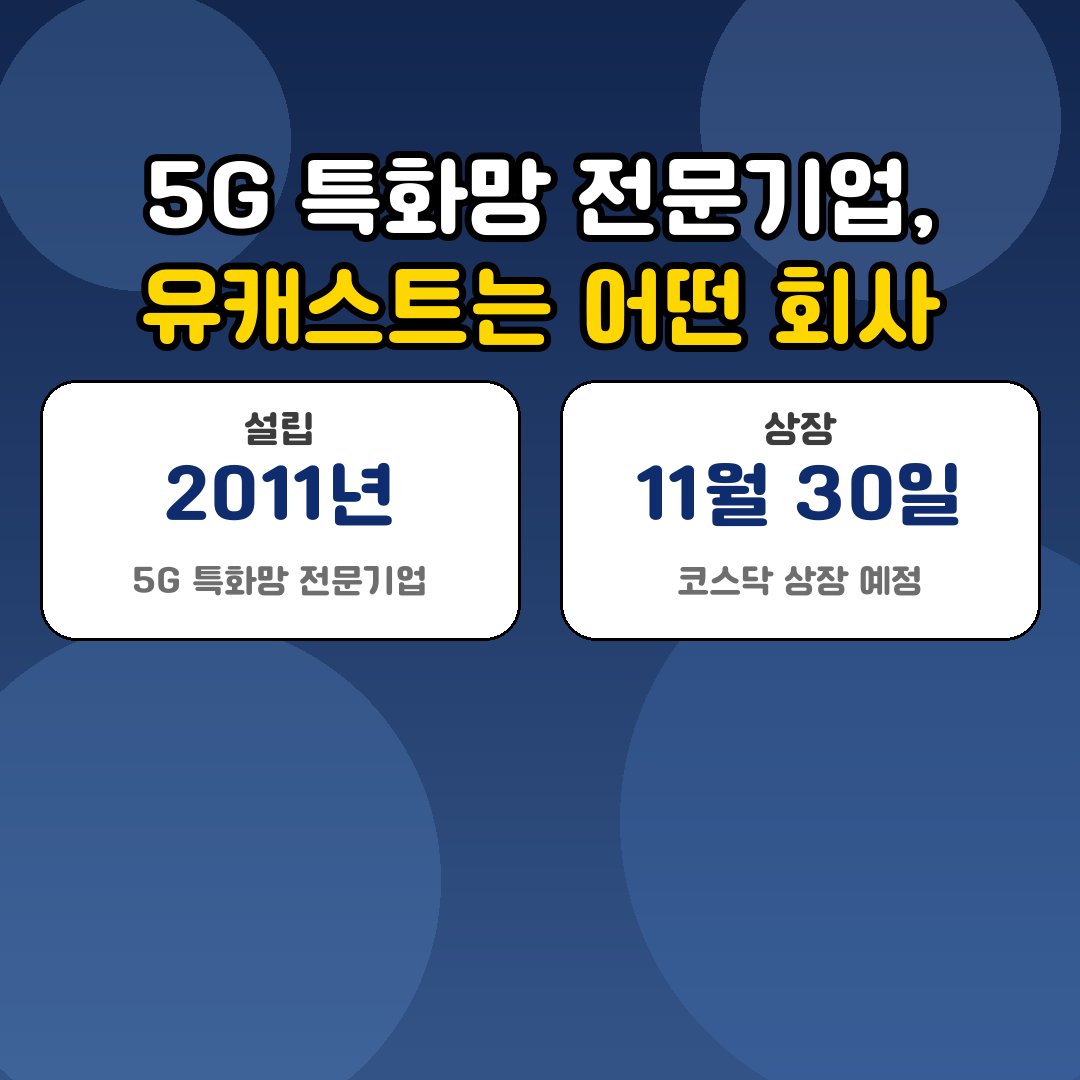 5G 특화망 전문기업,
유캐스트는 어떤 회사
설립
2011년
5G 특화망 전문기업
상장
11월 30일
코스닥 상장 예정